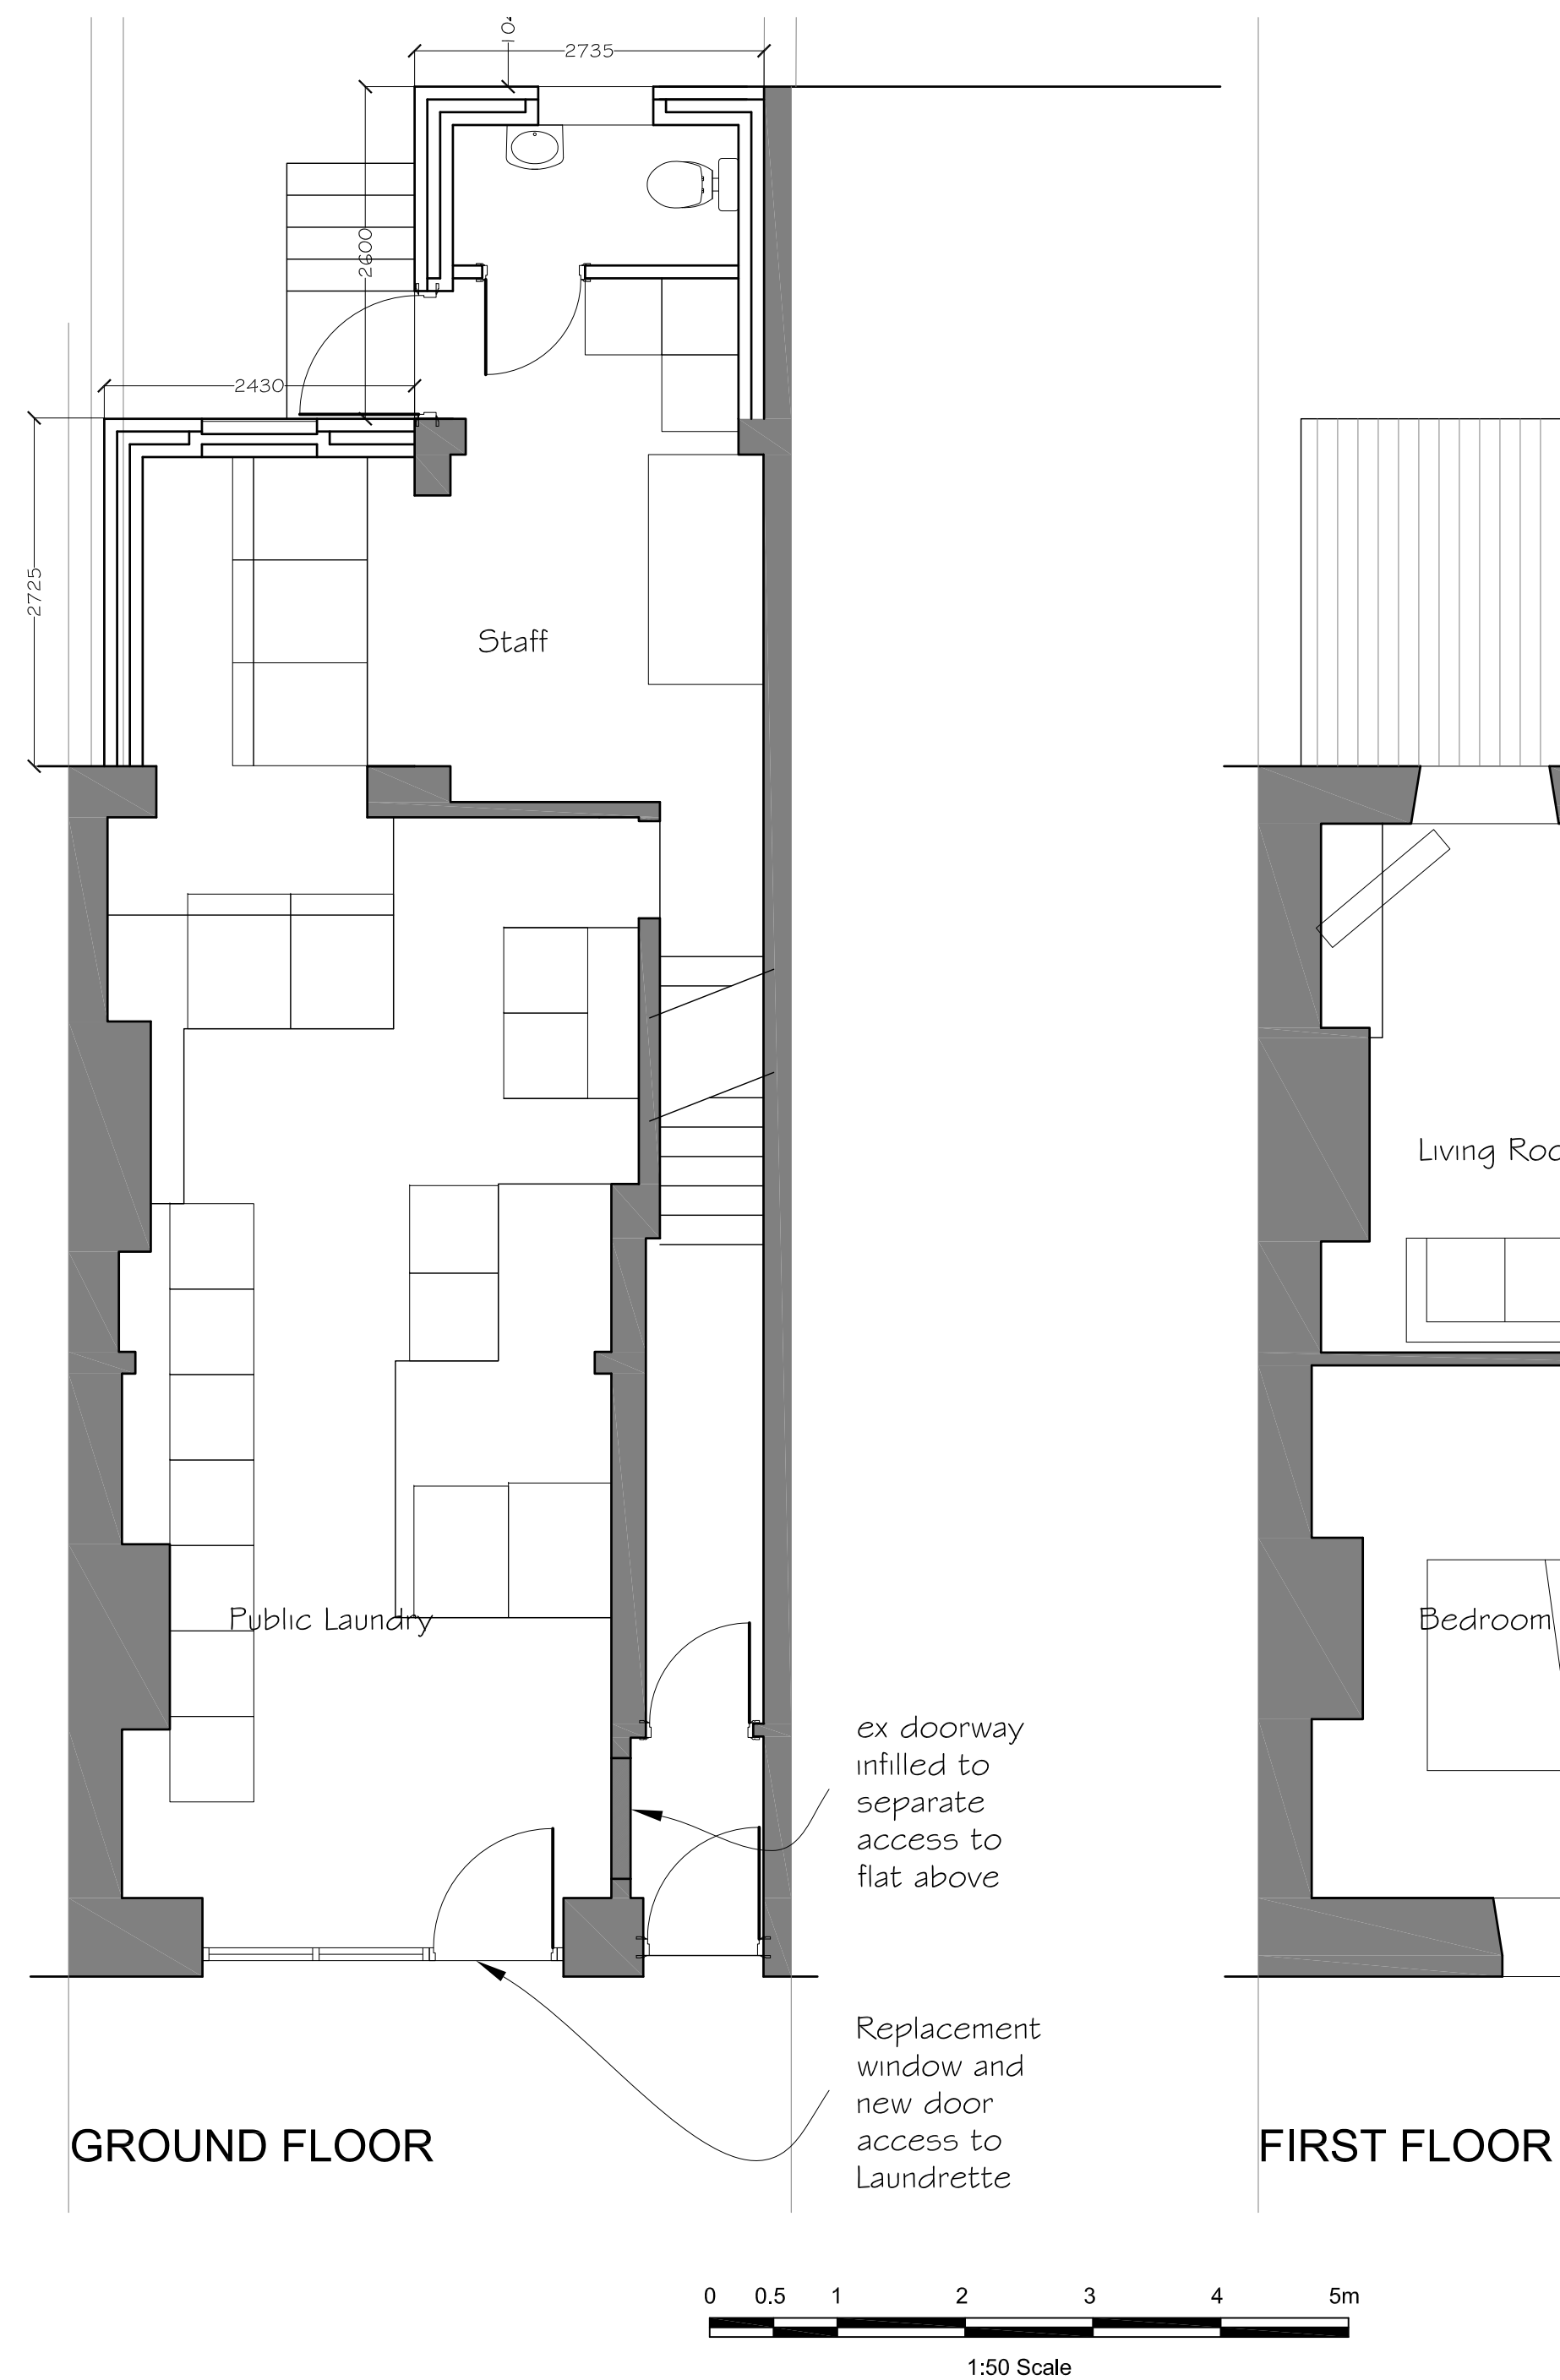 2735
2600
2430
2725
Staff
Living
Public Laundry
Bedroom
ex doorway
infilled to
separate
access to
flat above
Replacement
window and
new door
access to
Laundrette
GROUND FLOOR
FIRST FLOOR
0 0.5 1 2 3 4 5m
1:50 Scale